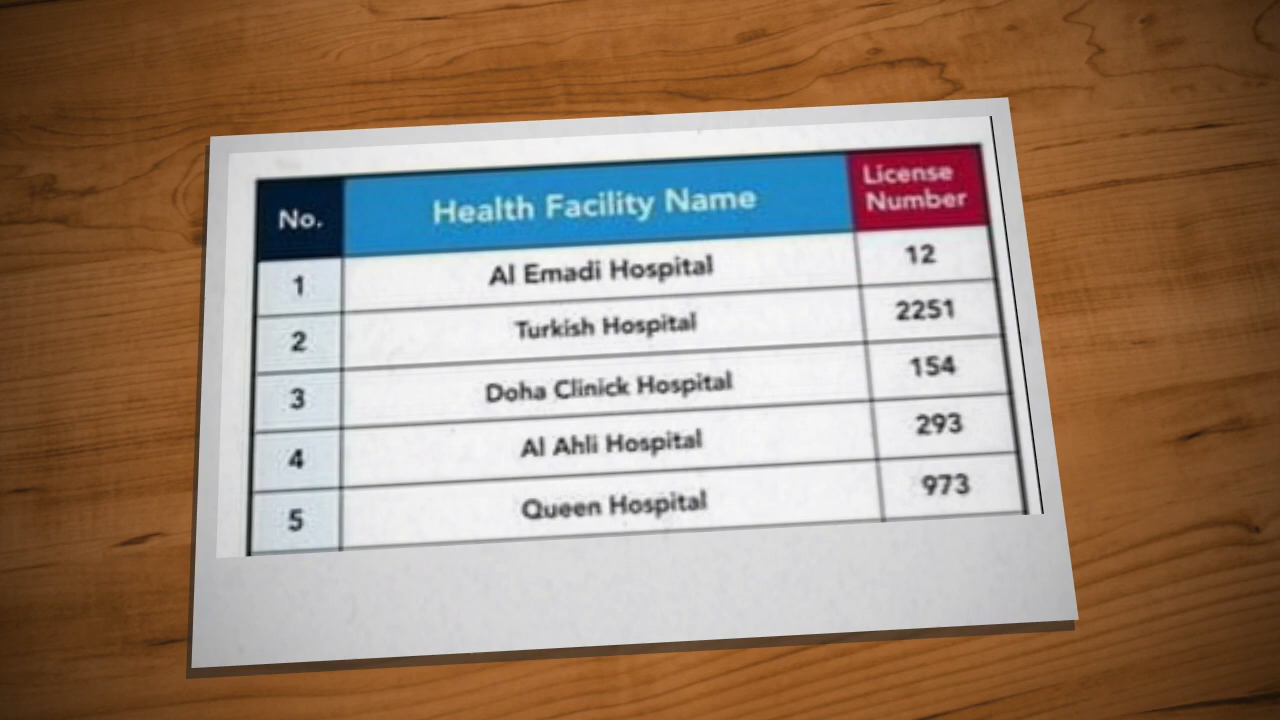 No. Health Facility Name License Number
1 Al Emadi Hospital 12
2 Turkish Hospital 2251
3 Doha Clinick Hospital 154
4 Al Ahli Hospital 293
5 Queen Hospital 973